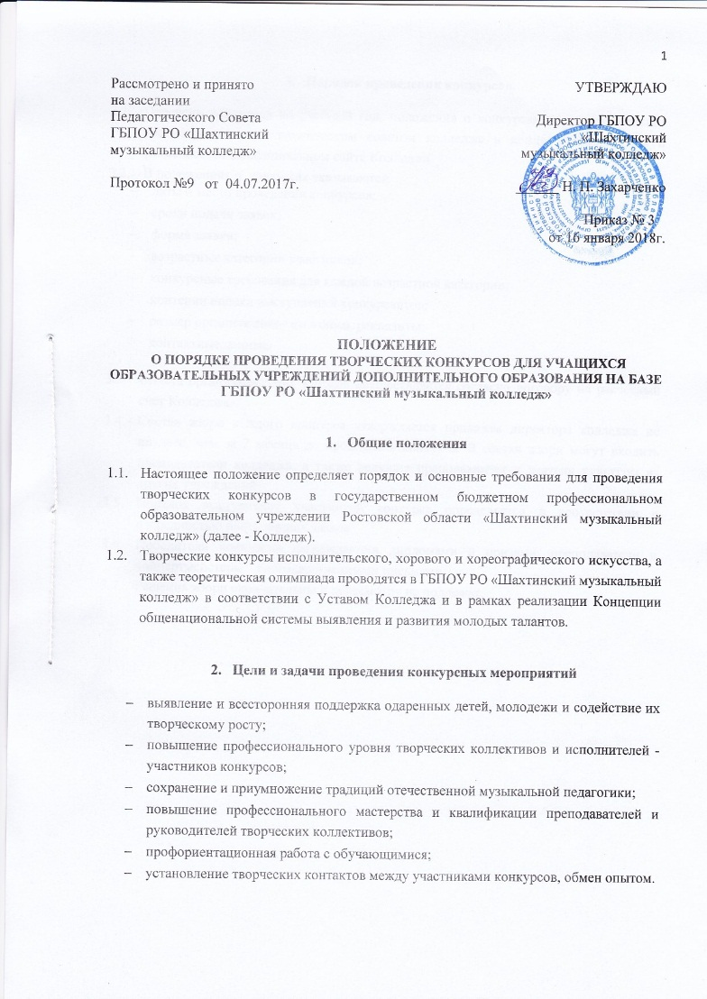 1
Рассмотрено и принято
на заседании
Педагогического Совета
ГБПОУ РО «Шахтинский
музыкальный колледж»
Протокол №9 от 04.07.2017г.
УТВЕРЖДАЮ
Директор ГБПОУ РО
«Шахтинский
музыкальный колледж»
Н. П. Захарченко
Приказ № 3
от 16 января 2018г.
ПОЛОЖЕНИЕ
О ПОРЯДКЕ ПРОВЕДЕНИЯ ТВОРЧЕСКИХ КОНКУРСОВ ДЛЯ УЧАЩИХСЯ
ОБРАЗОВАТЕЛЬНЫХ УЧРЕЖДЕНИЙ ДОПОЛНИТЕЛЬНОГО ОБРАЗОВАНИЯ НА БАЗЕ
ГБПОУ РО «Шахтинский музыкальный колледж»
1. Общие положения
1.1. Настоящее положение определяет порядок и основные требования для проведения
творческих конкурсов в государственном бюджетном профессиональном
образовательном учреждении Ростовской области «Шахтинский музыкальный
колледж» (далее - Колледж).
1.2. Творческие конкурсы исполнительского, хорового и хореографического искусства, а
также теоретическая олимпиада проводятся в ГБПОУ РО «Шахтинский музыкальный
колледж» в соответствии с Уставом Колледжа и в рамках реализации Концепции
общенациональной системы выявления и развития молодых талантов.
2. Цели и задачи проведения конкурсных мероприятий
– выявление и всесторонняя поддержка одаренных детей, молодежи и содействие их
творческому росту;
– повышение профессионального уровня творческих коллективов и исполнителей -
участников конкурсов;
– сохранение и приумножение традиций отечественной музыкальной педагогики;
– повышение профессионального мастерства и квалификации преподавателей и
руководителей творческих коллективов;
– профориентационная работа с обучающимися;
– установление творческих контактов между участниками конкурсов, обмен опытом.